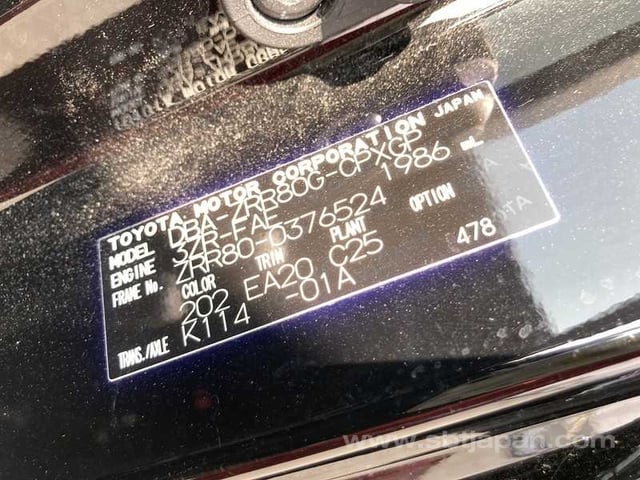 TOYOTA MOTOR CORPORATION JAPAN
MODEL DBA-ZRR80G-CPXGP
ENGINE 3ZR-FAE 1986 mL
FRAME No. ZRR80-0376524
COLOR TRIM PLANT OPTION
202 EA20 C25 478
TRANS./AXLE K114 -01A
www.sbtjapan.com